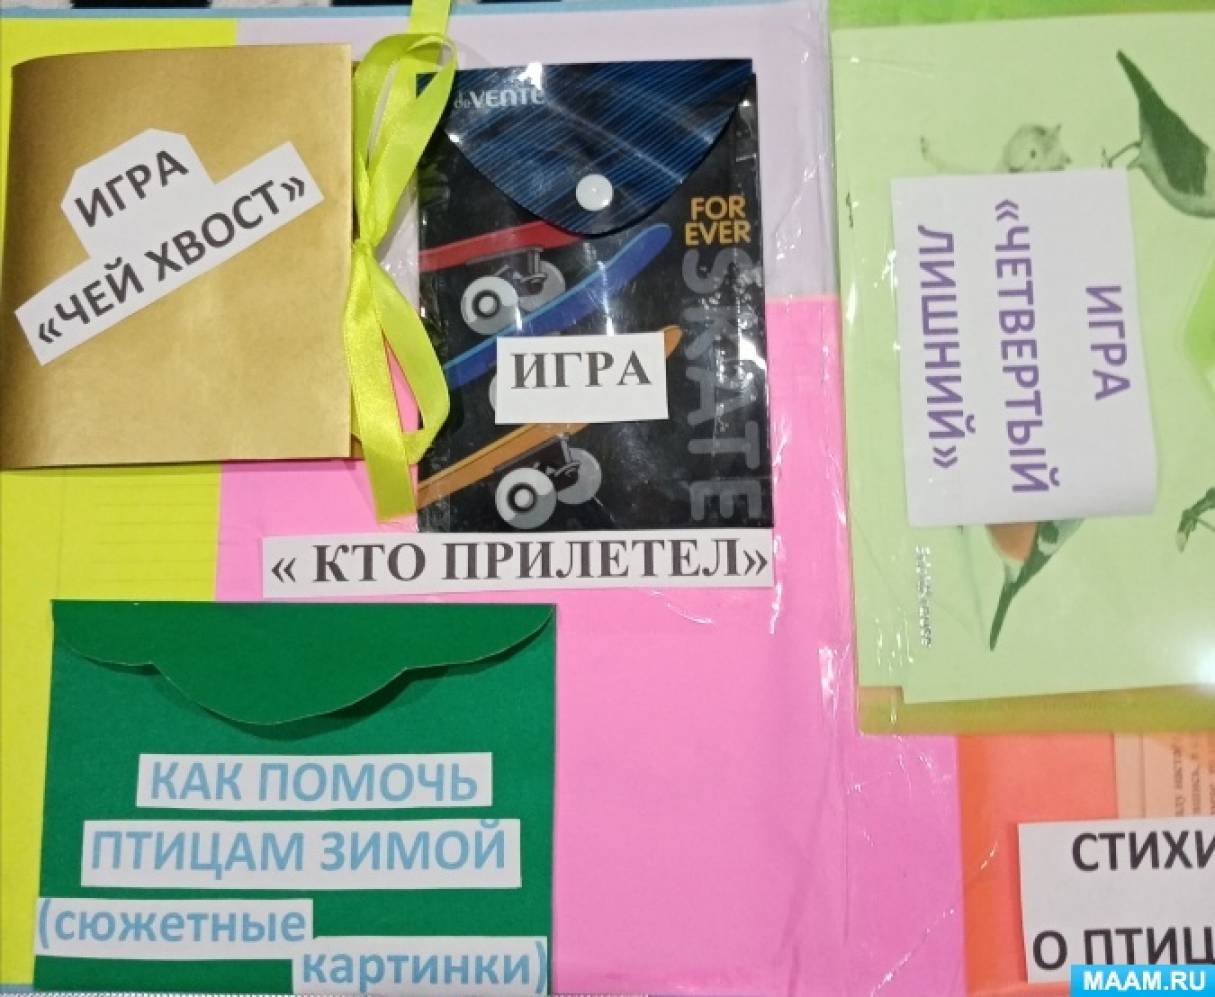 ИГРА
«ЧЕЙ ХВОСТ»
deVENTE
FOR
EVER
SKATE
ИГРА
« КТО ПРИЛЕТЕЛ»
ИГРА
«ЧЕТВЕРТЫЙ
ЛИШНИЙ»
КАК ПОМОЧЬ
ПТИЦАМ ЗИМОЙ
(сюжетные
картинки)
СТИХИ
О ПТИЦ
MAAM.RU